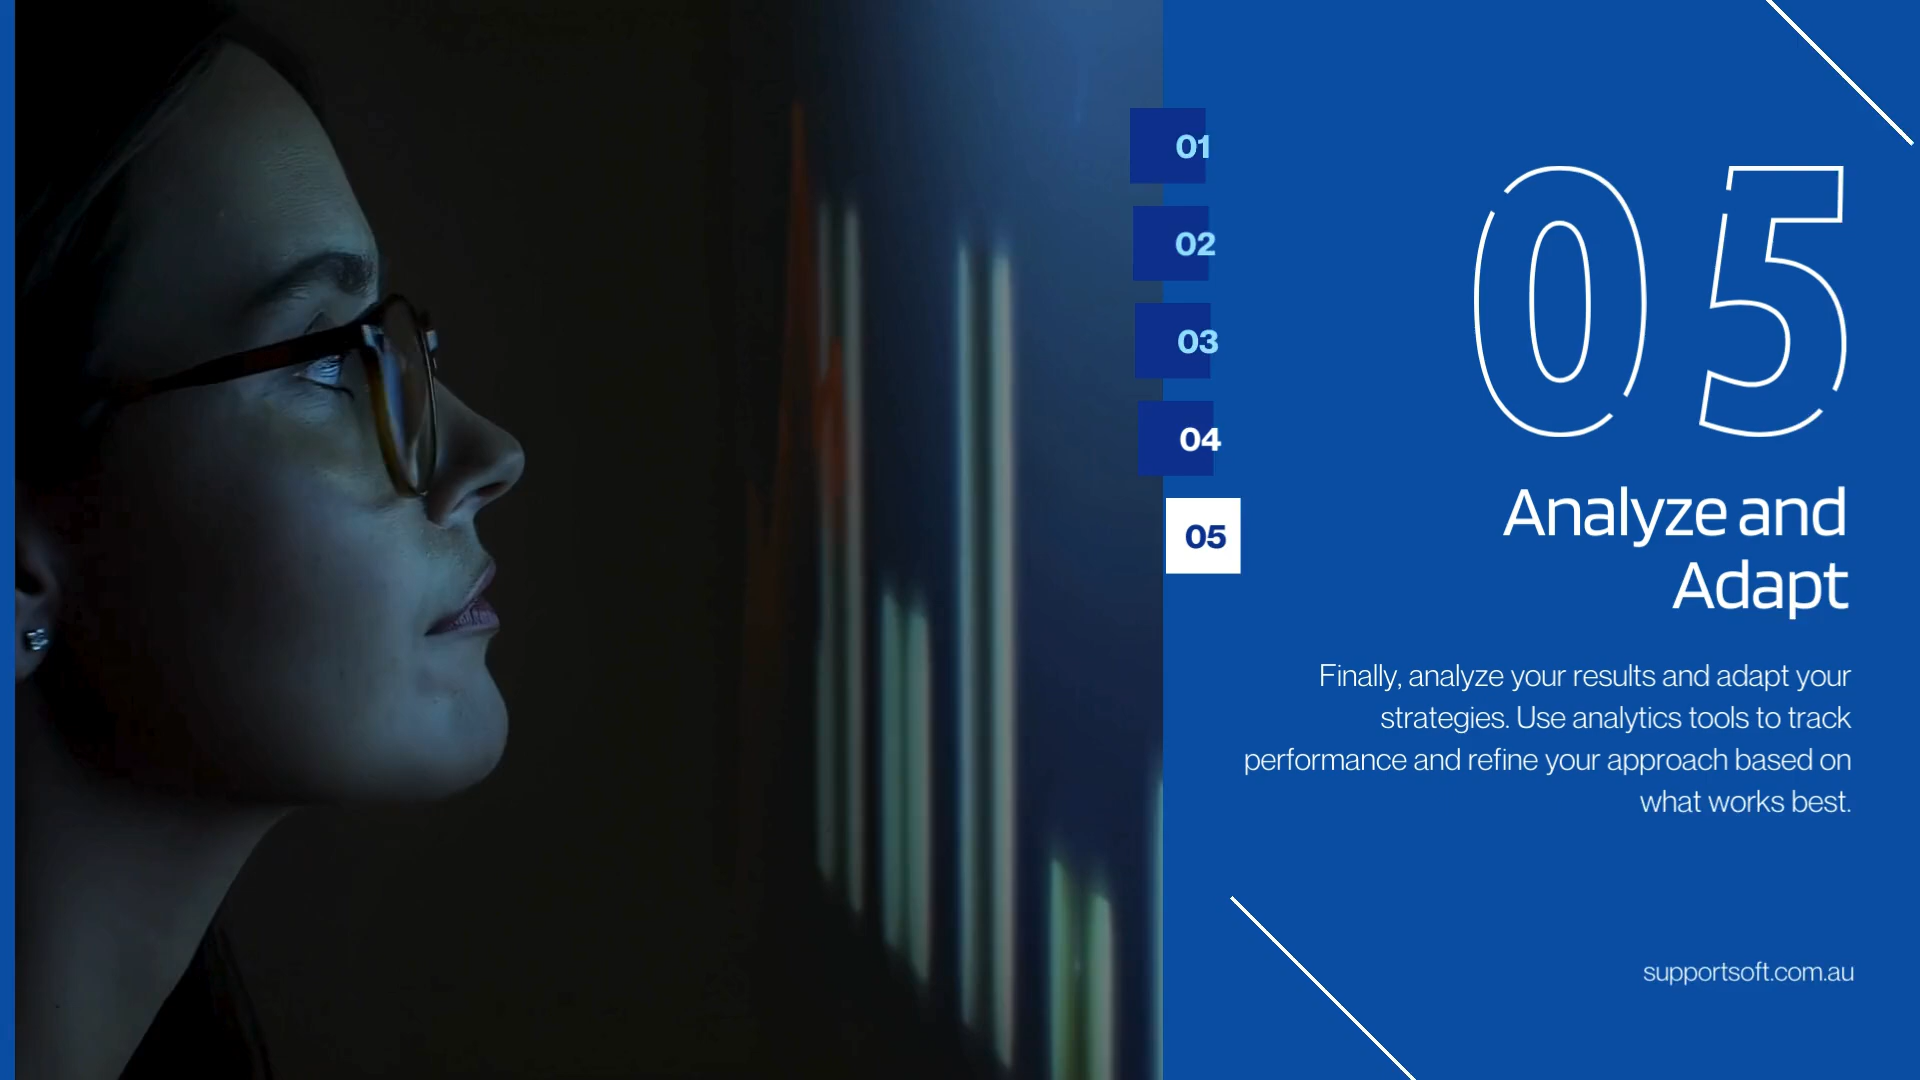 01
02
03
04
05
05
Analyze and
Adapt
Finally, analyze your results and adapt your
strategies. Use analytics tools to track
performance and refine your approach based on
what works best.
supportsoft.com.au